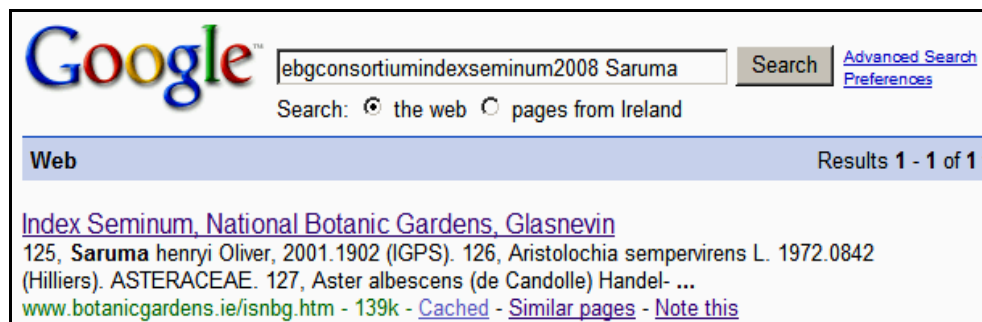 Google™
ebgconsortiumindexseminum2008 Saruma
Search
Advanced Search
Preferences
Search: the web pages from Ireland
Web Results 1 - 1 of 1
Index Seminum, National Botanic Gardens, Glasnevin
125, Saruma henryi Oliver, 2001.1902 (IGPS). 126, Aristolochia sempervirens L. 1972.0842
(Hilliers). ASTERACEAE. 127, Aster albescens (de Candolle) Handel- ...
www.botanicgardens.ie/isnbg.htm - 139k - Cached - Similar pages - Note this